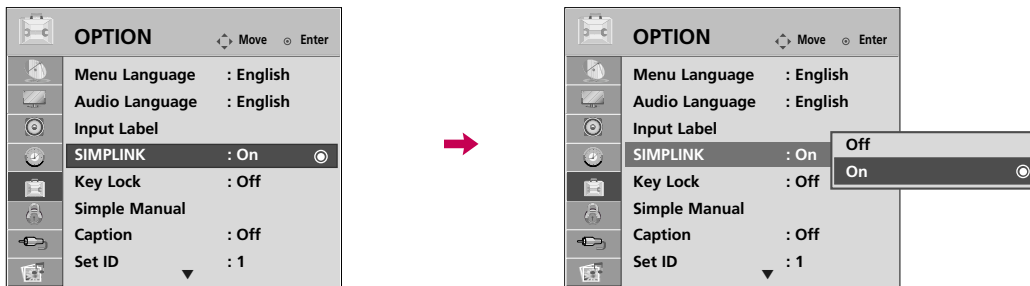 OPTION Move Enter
Menu Language : English
Audio Language : English
Input Label
SIMPLINK : On
Key Lock : Off
Simple Manual
Caption : Off
Set ID : 1
OPTION Move Enter
Menu Language : English
Audio Language : English
Input Label
SIMPLINK : On
Key Lock : Off
Simple Manual
Caption : Off
Set ID : 1
Off
On